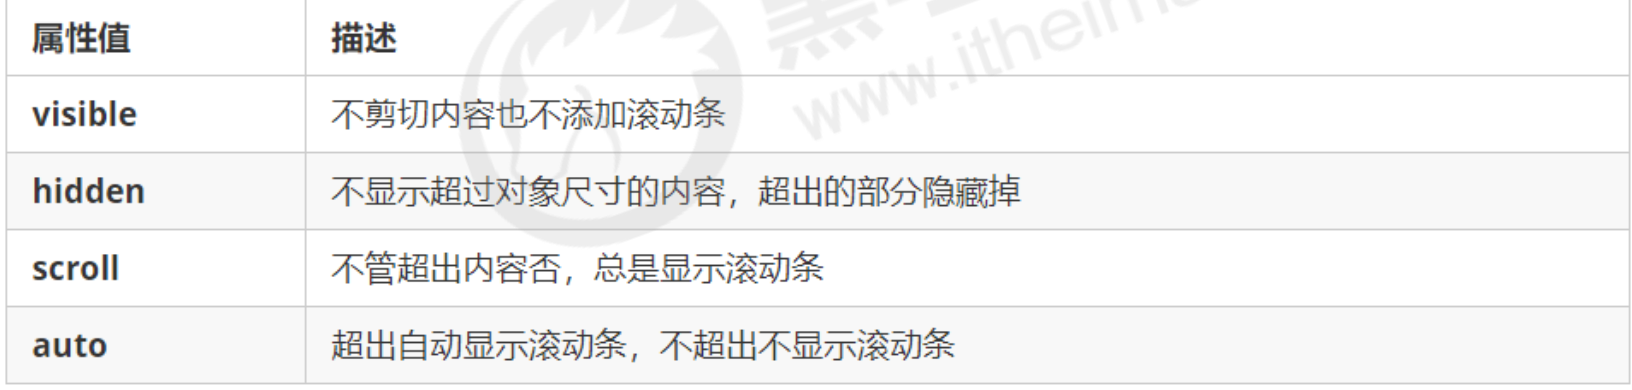 属性值 描述
visible 不剪切内容也不添加滚动条
hidden 不显示超过对象尺寸的内容，超出的部分隐藏掉
scroll 不管超出内容否，总是显示滚动条
auto 超出自动显示滚动条，不超出不显示滚动条